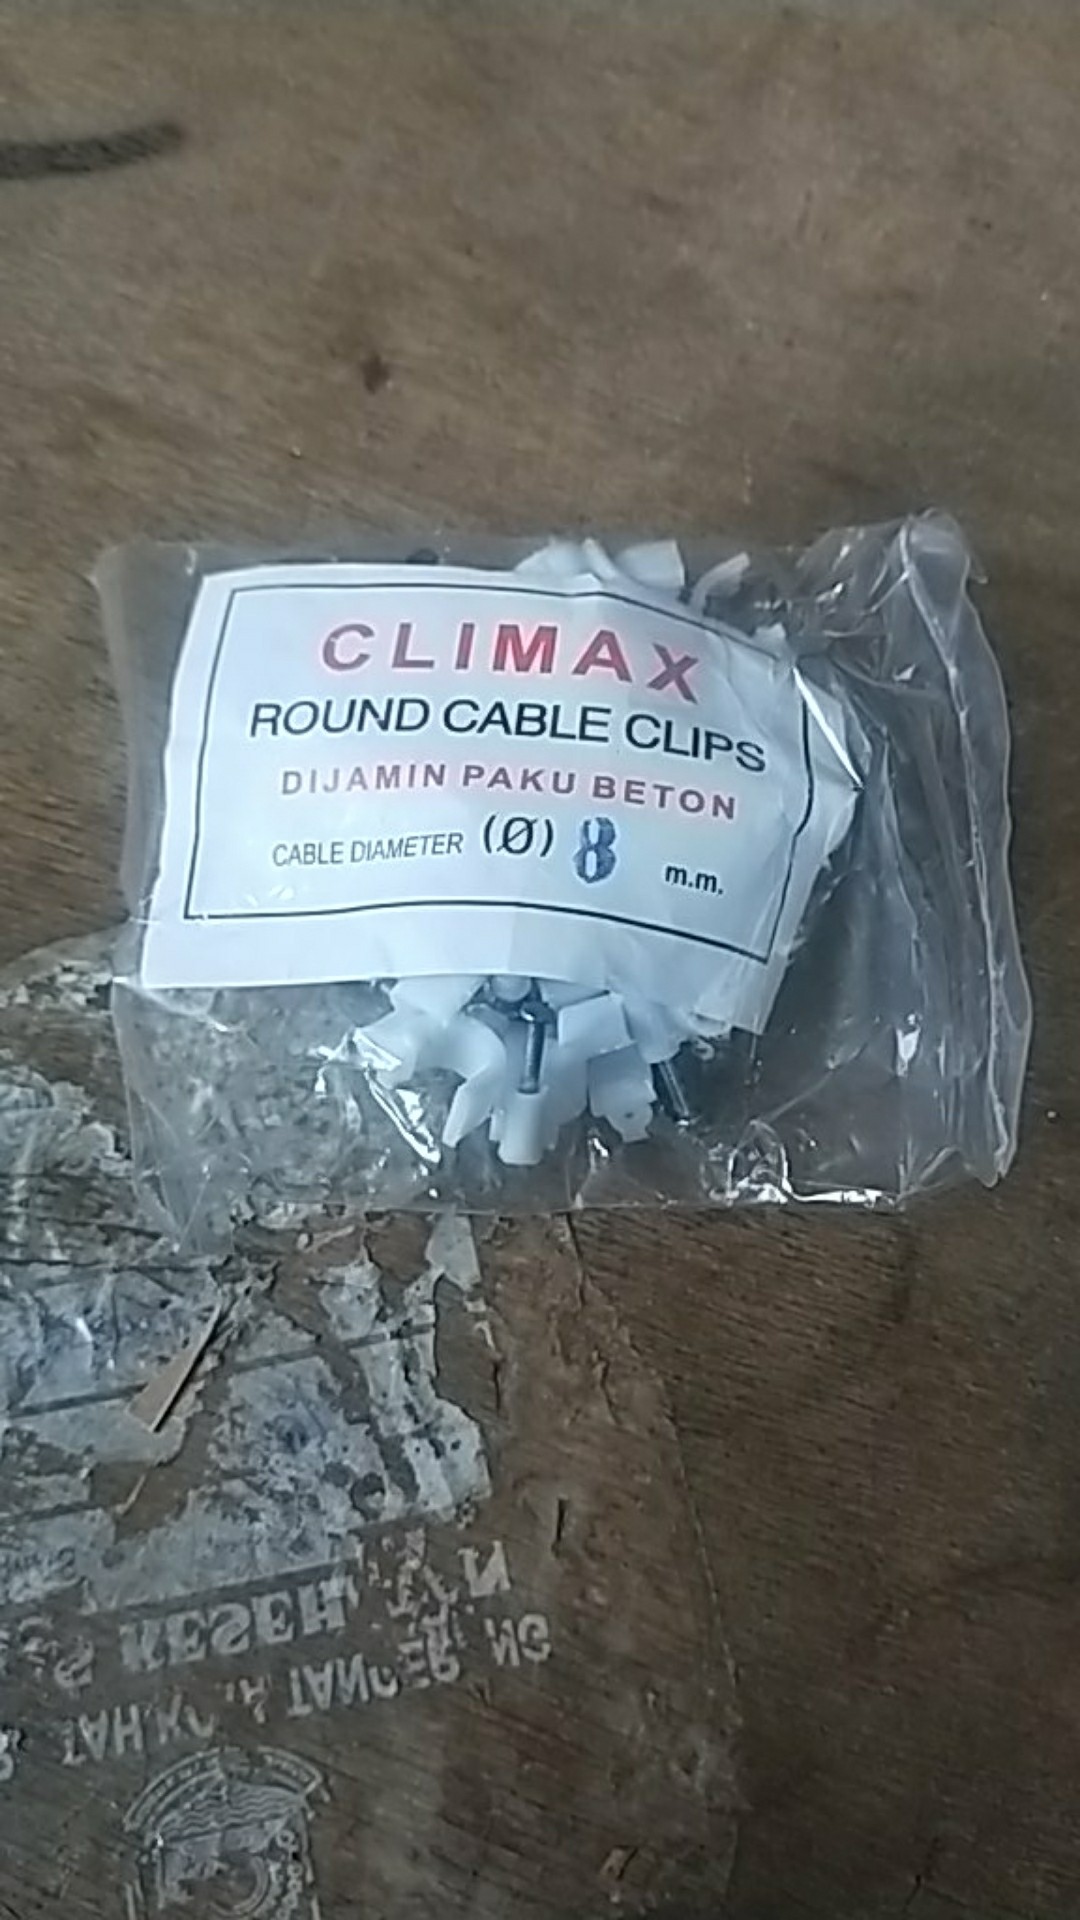 CLIMAX
ROUND CABLE CLIPS
DIJAMIN PAKU BETON
CABLE DIAMETER (Ø) 8 m.m.